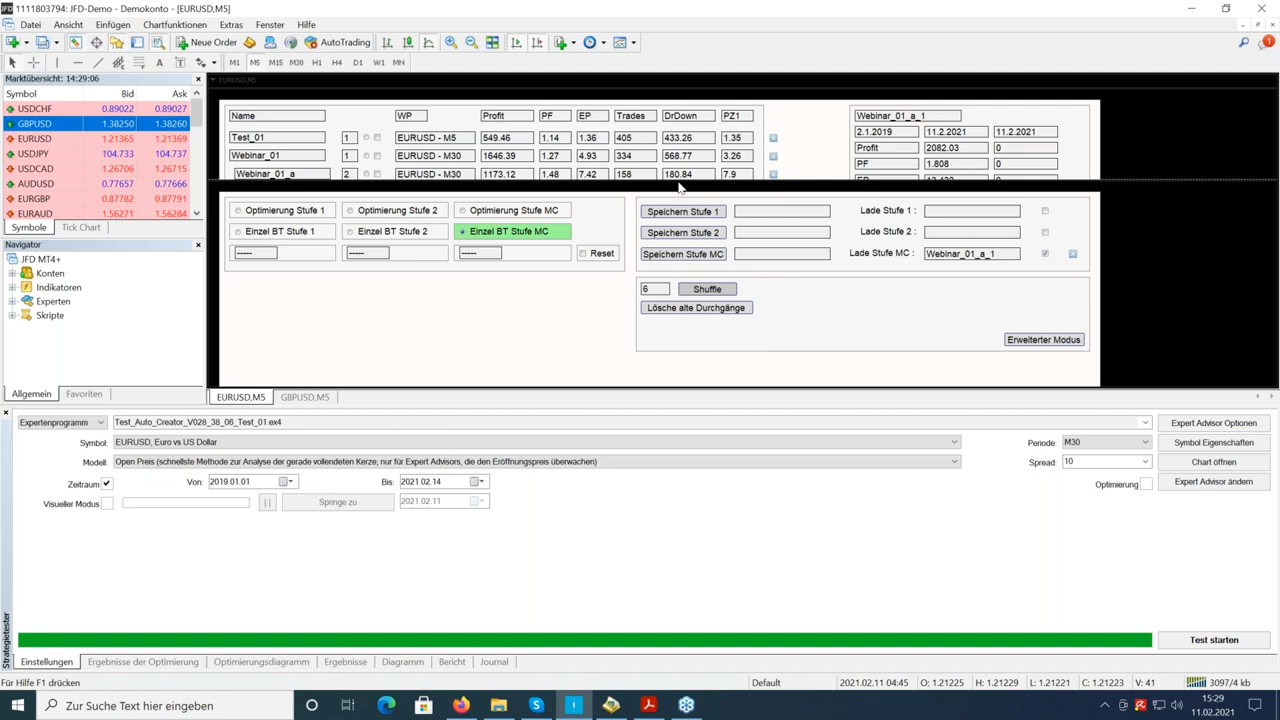 1111803794: JFD-Demo - Demokonto - [EURUSD,M5]
Datei Ansicht Einfügen Chartfunktionen Extras Fenster Hilfe
New Order AutoTrading 1
M1 M5 M15 M30 H1 H4 D1 W1 MN
Marktübersicht: 14:29:06
Symbol Bid Ask
USDCHF 0.89022 0.89027
GBPUSD 1.38250 1.38260
EURUSD 1.21365 1.21369
USDJPY 104.733 104.737
USDCAD 1.26706 1.26715
AUDUSD 0.77657 0.77666
EURGBP 0.87782 0.87791
EURAUD 1.56271 1.56284
Symbole Tick Chart
Navigator
JFD MT4+
Konten
Indikatoren
Experten
Skripte
Allgemein Favoriten
EURUSD,M5
Name WP Profit PF EP Trades DrDown PZ1
Test_01 1 EURUSD - M5 549.46 1.14 1.36 405 433.26 1.35
Webinar_01 1 EURUSD - M30 1646.39 1.27 4.93 334 568.77 3.26
Webinar_01_a 2 EURUSD - M30 1173.12 1.48 7.42 158 180.84 7.9
Webinar_01_a_1
2.1.2019 11.2.2021 11.2.2021
Profit 2082.03 0
PF 1.808 0
Optimierung Stufe 1 Optimierung Stufe 2 Optimierung Stufe MC
Einzel BT Stufe 1 Einzel BT Stufe 2 Einzel BT Stufe MC
----- ----- ----- Reset
Speichern Stufe 1 Lade Stufe 1 :
Speichern Stufe 2 Lade Stufe 2 :
Speichern Stufe MC Lade Stufe MC : Webinar_01_a_1
6 Shuffle
Lösche alte Durchgänge
Erweiterter Modus
EURUSD,M5 GBPUSD,M5
Expertenprogramm Test_Auto_Creator_V028_38_06_Test_01.ex4 Expert Advisor Optionen
Symbol: EURUSD, Euro vs US Dollar Periode: M30 Symbol Eigenschaften
Modell: Open Preis (schnellste Methode zur Analyse der gerade vollendeten Kerze; nur für Expert Advisors, die den Eröffnungspreis überwachen) Spread: 10 Chart öffnen
Zeitraum Von: 2019.01.01 Bis: 2021.02.14 Optimierung Expert Advisor ändern
Visueller Modus Springe zu 2021.02.11
Strategietester
Test starten
Einstellungen Ergebnisse der Optimierung Optimierungsdiagramm Ergebnisse Diagramm Bericht Journal
Für Hilfe F1 drücken Default 2021.02.11 04:45 O: 1.21225 H: 1.21229 L: 1.21221 C: 1.21223 V: 41 3097/4 kb
Zur Suche Text hier eingeben 15:29
11.02.2021